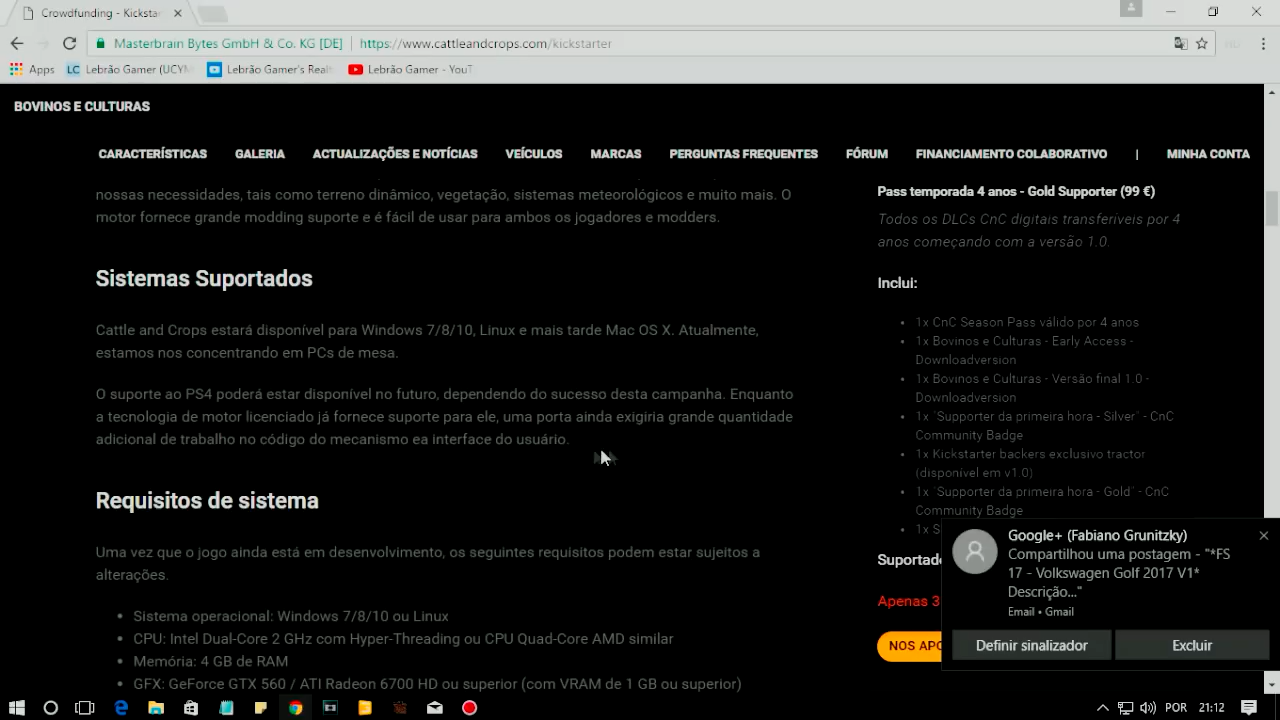 Crowdfunding - Kicksta
Masterbrain Bytes GmbH & Co. KG [DE]
https://www.cattleandcrops.com/kickstarter
Apps
LC Lebrão Gamer (UCYM
Lebrão Gamer's Real
Lebrão Gamer - YouT
BOVINOS E CULTURAS
CARACTERÍSTICAS
GALERIA
ACTUALIZAÇÕES E NOTÍCIAS
VEÍCULOS
MARCAS
PERGUNTAS FREQUENTES
FÓRUM
FINANCIAMENTO COLABORATIVO
|
MINHA CONTA
nossas necessidades, tais como terreno dinâmico, vegetação, sistemas meteorológicos e muito mais. O
motor fornece grande modding suporte e é fácil de usar para ambos os jogadores e modders.
Sistemas Suportados
Cattle and Crops estará disponível para Windows 7/8/10, Linux e mais tarde Mac OS X. Atualmente,
estamos nos concentrando em PCs de mesa.
O suporte ao PS4 poderá estar disponível no futuro, dependendo do sucesso desta campanha. Enquanto
a tecnologia de motor licenciado já fornece suporte para ele, uma porta ainda exigiria grande quantidade
adicional de trabalho no código do mecanismo ea interface do usuário.
Requisitos de sistema
Uma vez que o jogo ainda está em desenvolvimento, os seguintes requisitos podem estar sujeitos a
alterações.
• Sistema operacional: Windows 7/8/10 ou Linux
• CPU: Intel Dual-Core 2 GHz com Hyper-Threading ou CPU Quad-Core AMD similar
• Memória: 4 GB de RAM
• GFX: GeForce GTX 560 / ATI Radeon 6700 HD ou superior (com VRAM de 1 GB ou superior)
Pass temporada 4 anos - Gold Supporter (99 €)
Todos os DLCs CnC digitais transferíveis por 4
anos começando com a versão 1.0.
Inclui:
• 1x CnC Season Pass válido por 4 anos
• 1x Bovinos e Culturas - Early Access -
Downloadversion
• 1x Bovinos e Culturas - Versão final 1.0 -
Downloadversion
• 1x "Supporter da primeira hora - Silver" - CnC
Community Badge
• 1x Kickstarter backers exclusivo tractor
(disponível em v1.0)
• 1x "Supporter da primeira hora - Gold" - CnC
Community Badge
• 1x S
Suportado
Apenas 3
NOS APO
Google+ (Fabiano Grunitzky)
Compartilhou uma postagem - "*FS
17 - Volkswagen Golf 2017 V1*
Descrição..."
Email • Gmail
Definir sinalizador
Excluir
POR
21:12